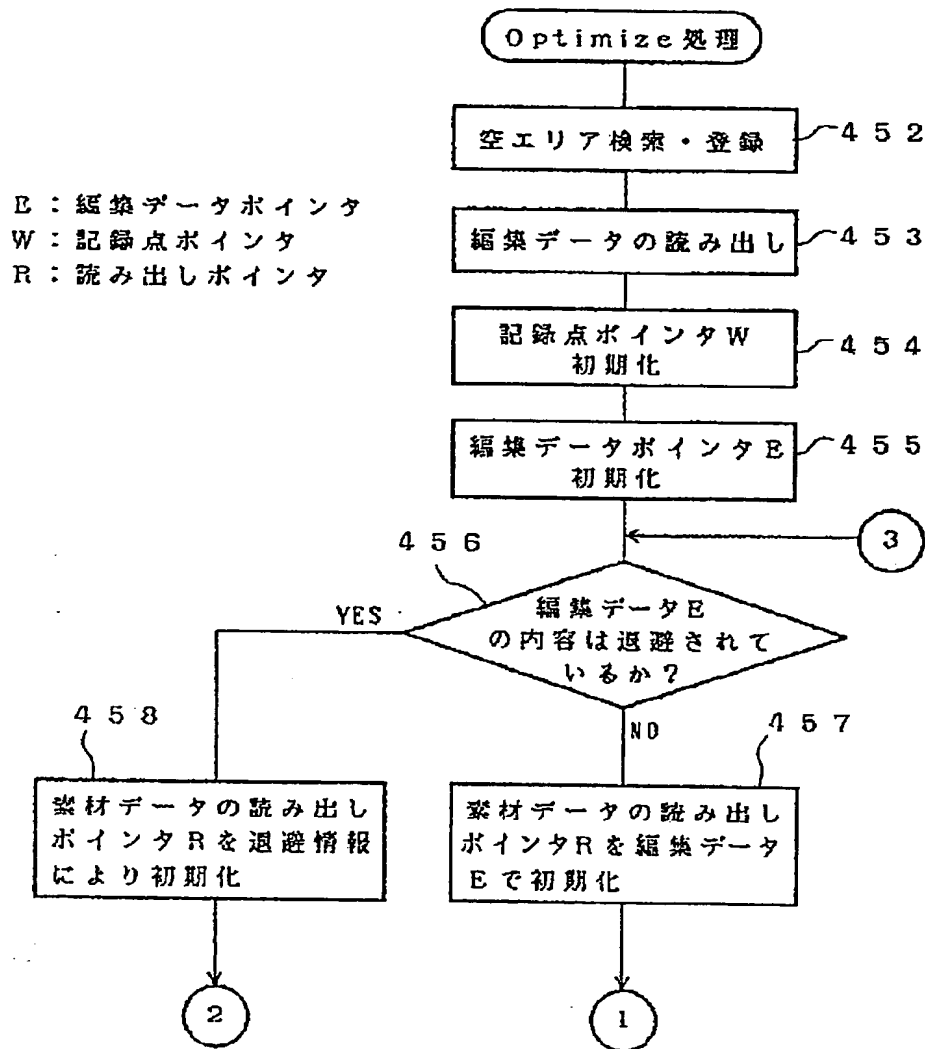 Optimize処理
空エリア検索・登録
452
E:編集データポインタ
W:記録点ポインタ
R:読み出しポインタ
編集データの読み出し
453
記録点ポインタW
初期化
454
編集データポインタE
初期化
455
3
456
編集データE
の内容は退避されて
いるか?
YES
NO
458
素材データの読み出し
ポインタRを退避情報
により初期化
457
素材データの読み出し
ポインタRを編集データ
Eで初期化
2
1